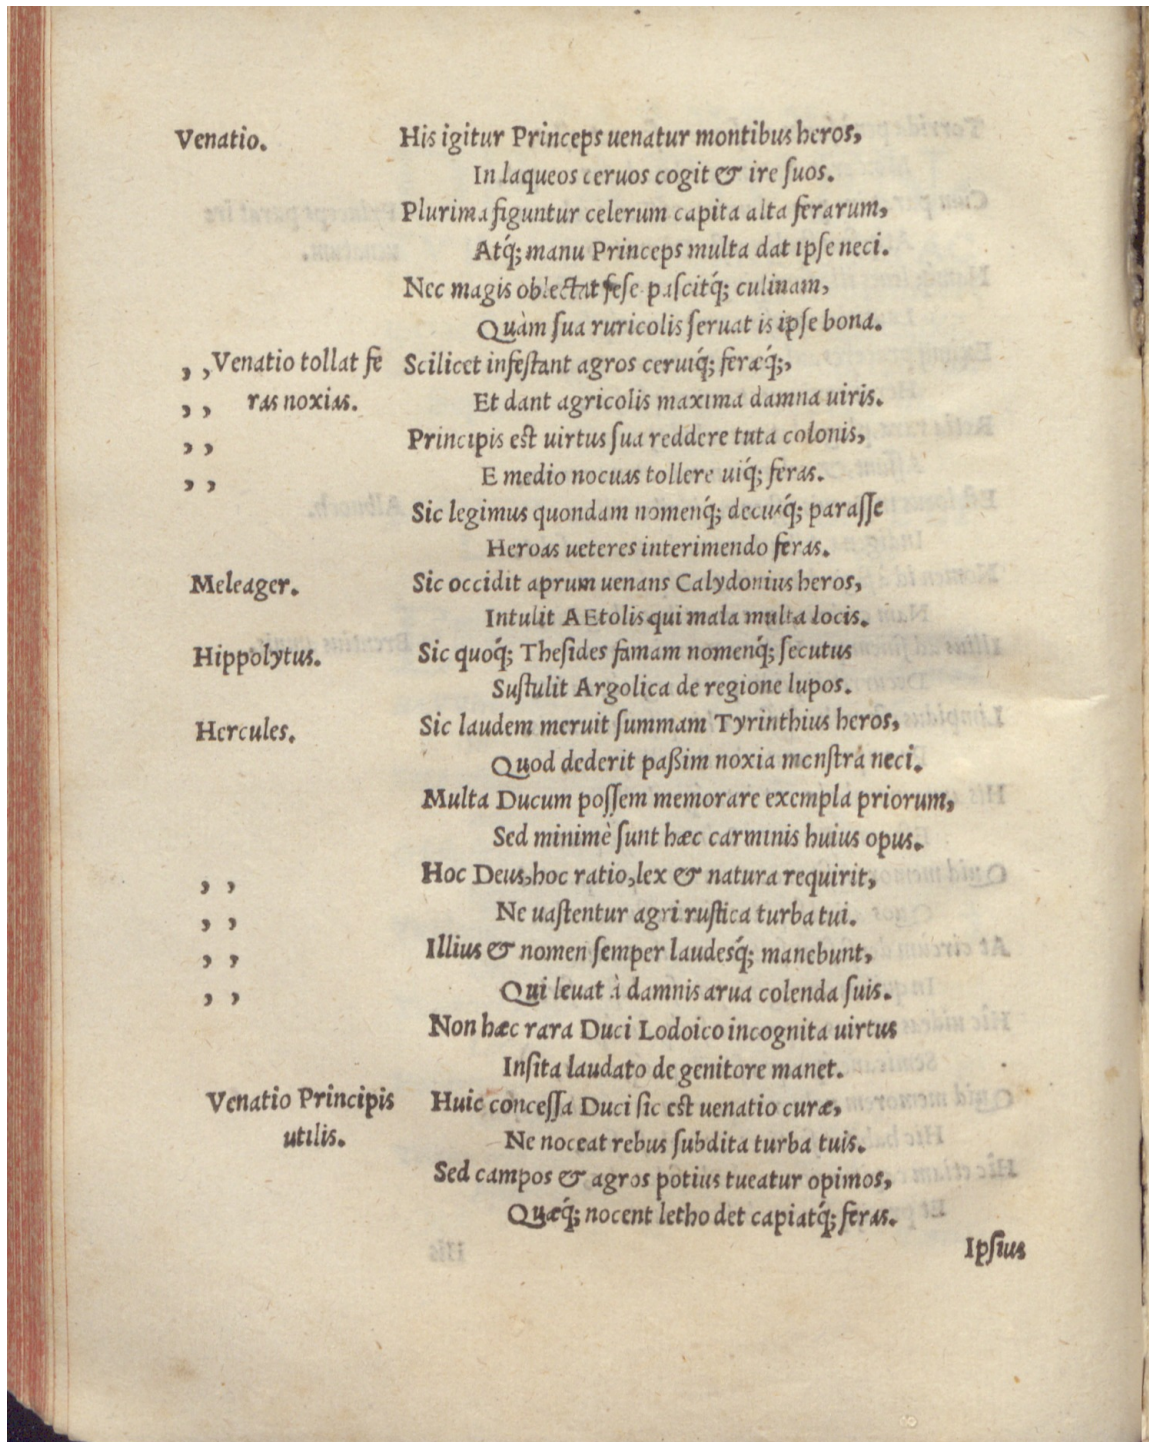 Venatio. His igitur Princeps uenatur montibus heros,
In laqueos ceruos cogit & ire ſuos.
Plurima figuntur celerum capita alta ferarum,
Atq́; manu Princeps multa dat ipſe neci.
Nec magis oblectat ſeſe paſcitq́; culinam,
Quàm ſua ruricolis ſeruat is ipſe bona.
,, Venatio tollat fe Scilicet infeſtant agros ceruiq́; feræq́;,
,, ras noxias. Et dant agricolis maxima damna uiris.
,, Principis eſt uirtus ſua reddere tuta colonis,
,, E medio nocuas tollere uiq́; feras.
Sic legimus quondam nomenq́; decusq́; paraſſe
Heroas ueteres interimendo feras.
Meleager. Sic occidit aprum uenans Calydonius heros,
Intulit AEtolis qui mala multa locis.
Hippolytus. Sic quoq́; Theſides famam nomenq́; ſecutus
Suſtulit Argolica de regione lupos.
Hercules. Sic laudem meruit ſummam Tyrinthius heros,
Quod dederit paßim noxia monſtra neci.
Multa Ducum poſſem memorare exempla priorum,
Sed minimè ſunt hæc carminis huius opus.
,, Hoc Deus, hoc ratio, lex & natura requirit,
,, Ne uaſtentur agri ruſtica turba tui.
,, Illius & nomen ſemper laudesq́; manebunt,
,, Qui leuat à damnis arua colenda ſuis.
Non hæc rara Duci Lodoico incognita uirtus
Inſita laudato de genitore manet.
Venatio Principis Huic conceſſa Duci ſic eſt uenatio curæ,
utilis. Ne noceat rebus ſubdita turba tuis.
Sed campos & agros potius tueatur opimos,
Quæq́; nocent letho det capiatq́; feras.
Ipſius